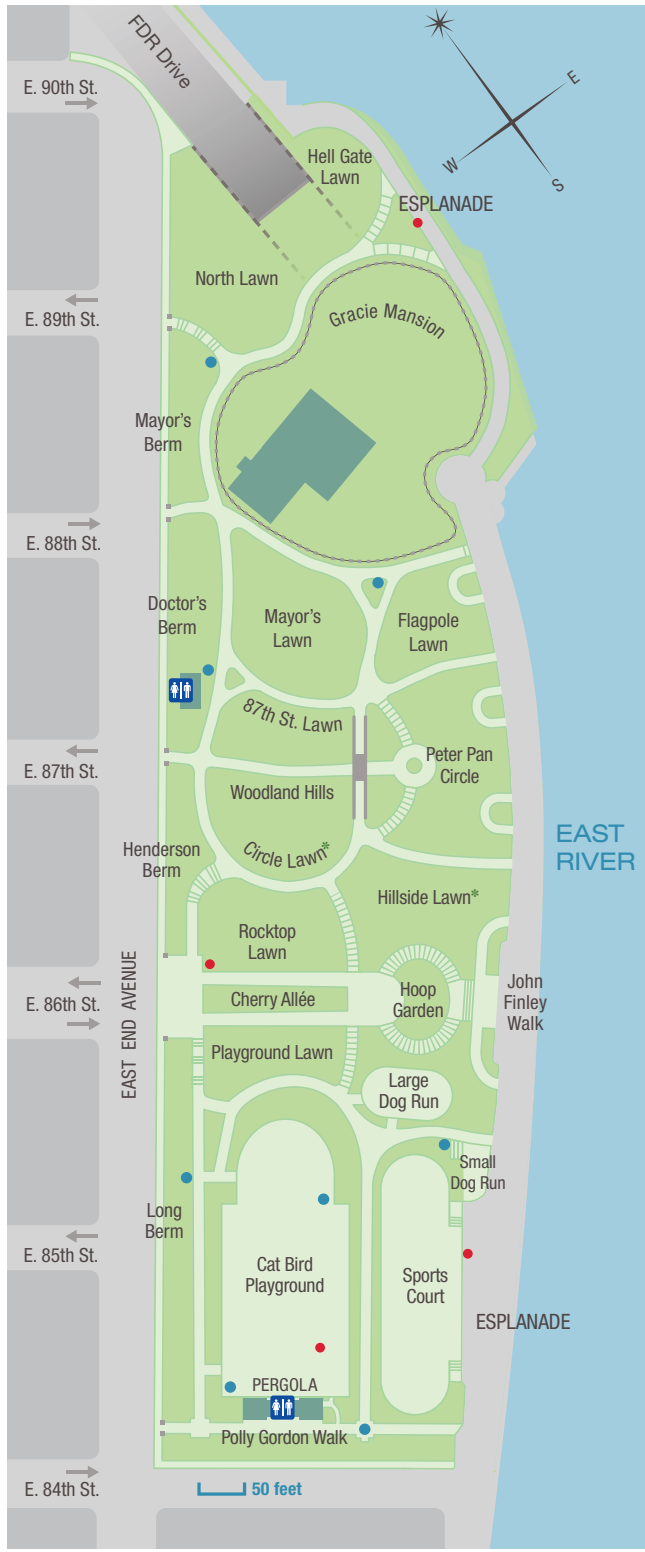 FDR Drive
E. 90th St.
E
W
S
Hell Gate
Lawn
ESPLANADE
North Lawn
E. 89th St.
Gracie Mansion
Mayor's
Berm
E. 88th St.
Doctor's
Berm
Mayor's
Lawn
Flagpole
Lawn
87th St. Lawn
E. 87th St.
Peter Pan
Circle
Woodland Hills
EAST
RIVER
Henderson
Berm
Circle Lawn*
Hillside Lawn*
Rocktop
Lawn
EAST END AVENUE
E. 86th St.
Cherry Allée
Hoop
Garden
John
Finley
Walk
Playground Lawn
Large
Dog Run
Small
Dog Run
Long
Berm
E. 85th St.
Cat Bird
Playground
Sports
Court
ESPLANADE
PERGOLA
Polly Gordon Walk
E. 84th St.
50 feet